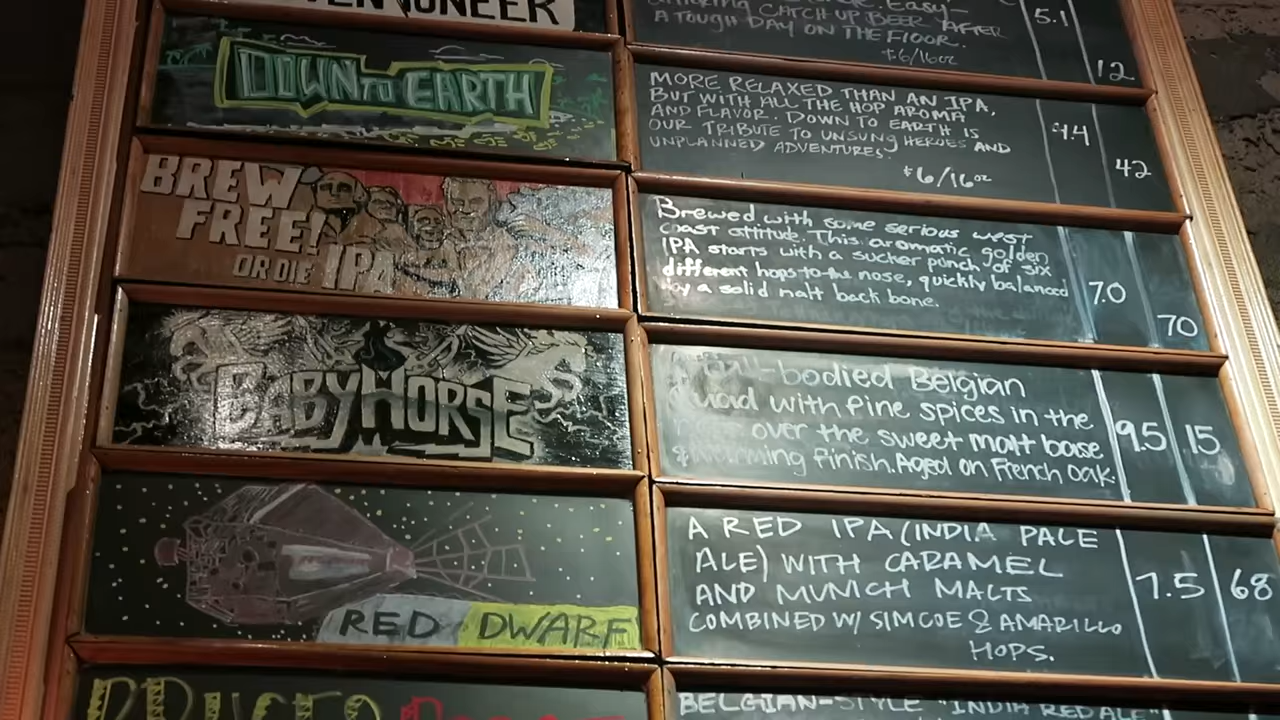 CATCH UP BEER AFTER
A TOUGH DAY ON THE FLOOR.
$6/16oz
5.1
12
DOWN TO EARTH
MORE RELAXED THAN AN IPA,
BUT WITH ALL THE HOP AROMA
AND FLAVOR. DOWN TO EARTH IS
OUR TRIBUTE TO UNSUNG HEROES AND
UNPLANNED ADVENTURES.
$6/16oz
4.4
42
BREW
FREE!
OR DIE IPA
Brewed with some serious west
coast attitude. This aromatic golden
IPA starts with a sucker punch of six
different hops to the nose, quickly balanced
by a solid malt back bone.
7.0
70
BABYHORSE
-bodied Belgian
Quad with fine spices in the
over the sweet malt base
& warming finish. Aged on French Oak.
9.5
15
RED DWARF
A RED IPA (INDIA PALE
ALE) WITH CARAMEL
AND MUNICH MALTS
COMBINED W/ SIMCOE & AMARILLO
HOPS.
7.5
68
BELGIAN-STYLE "INDIA RED ALE"